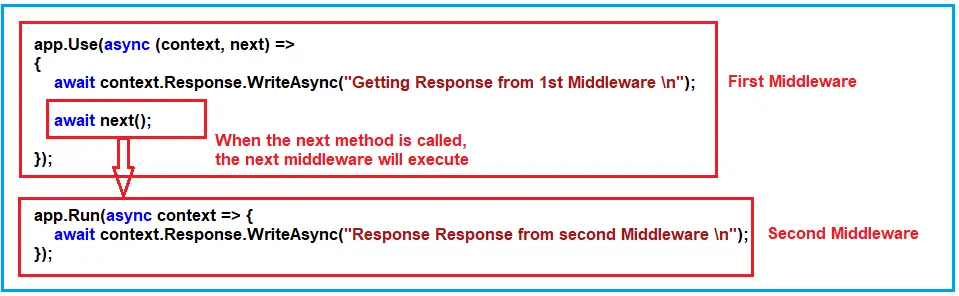 app.Use(async (context, next) =>
{
await context.Response.WriteAsync("Getting Response from 1st Middleware \n");
First Middleware
await next();
When the next method is called,
the next middleware will execute
});
app.Run(async context => {
await context.Response.WriteAsync("Response Response from second Middleware \n");
Second Middleware
});